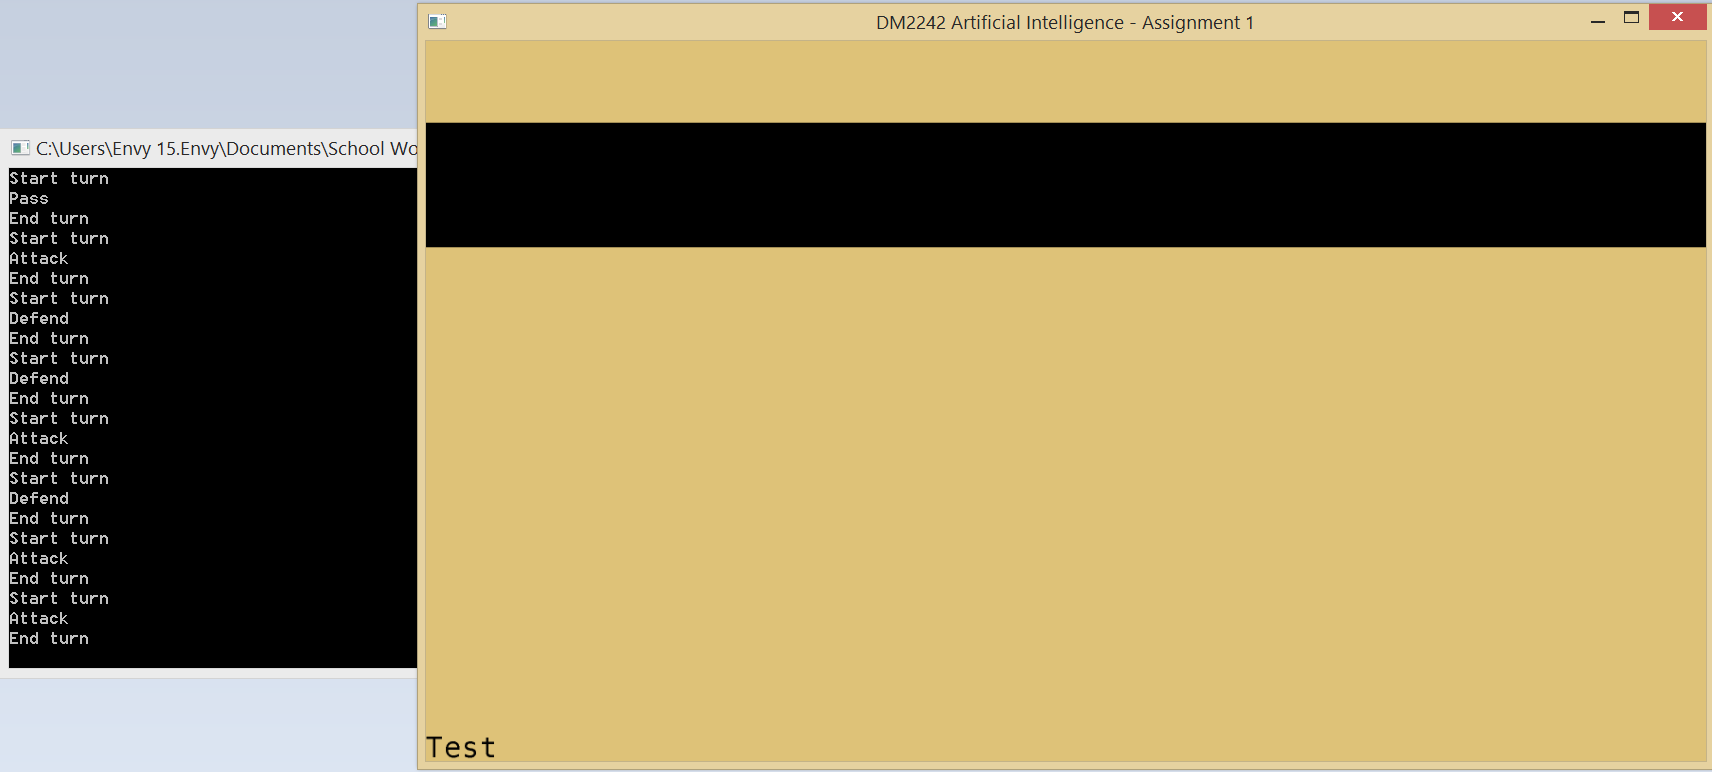 DM2242 Artificial Intelligence - Assignment 1
C:\Users\Envy 15.Envy\Documents\School Wo
Start turn
Pass
End turn
Start turn
Attack
End turn
Start turn
Defend
End turn
Start turn
Defend
End turn
Start turn
Attack
End turn
Start turn
Defend
End turn
Start turn
Attack
End turn
Start turn
Attack
End turn
Test